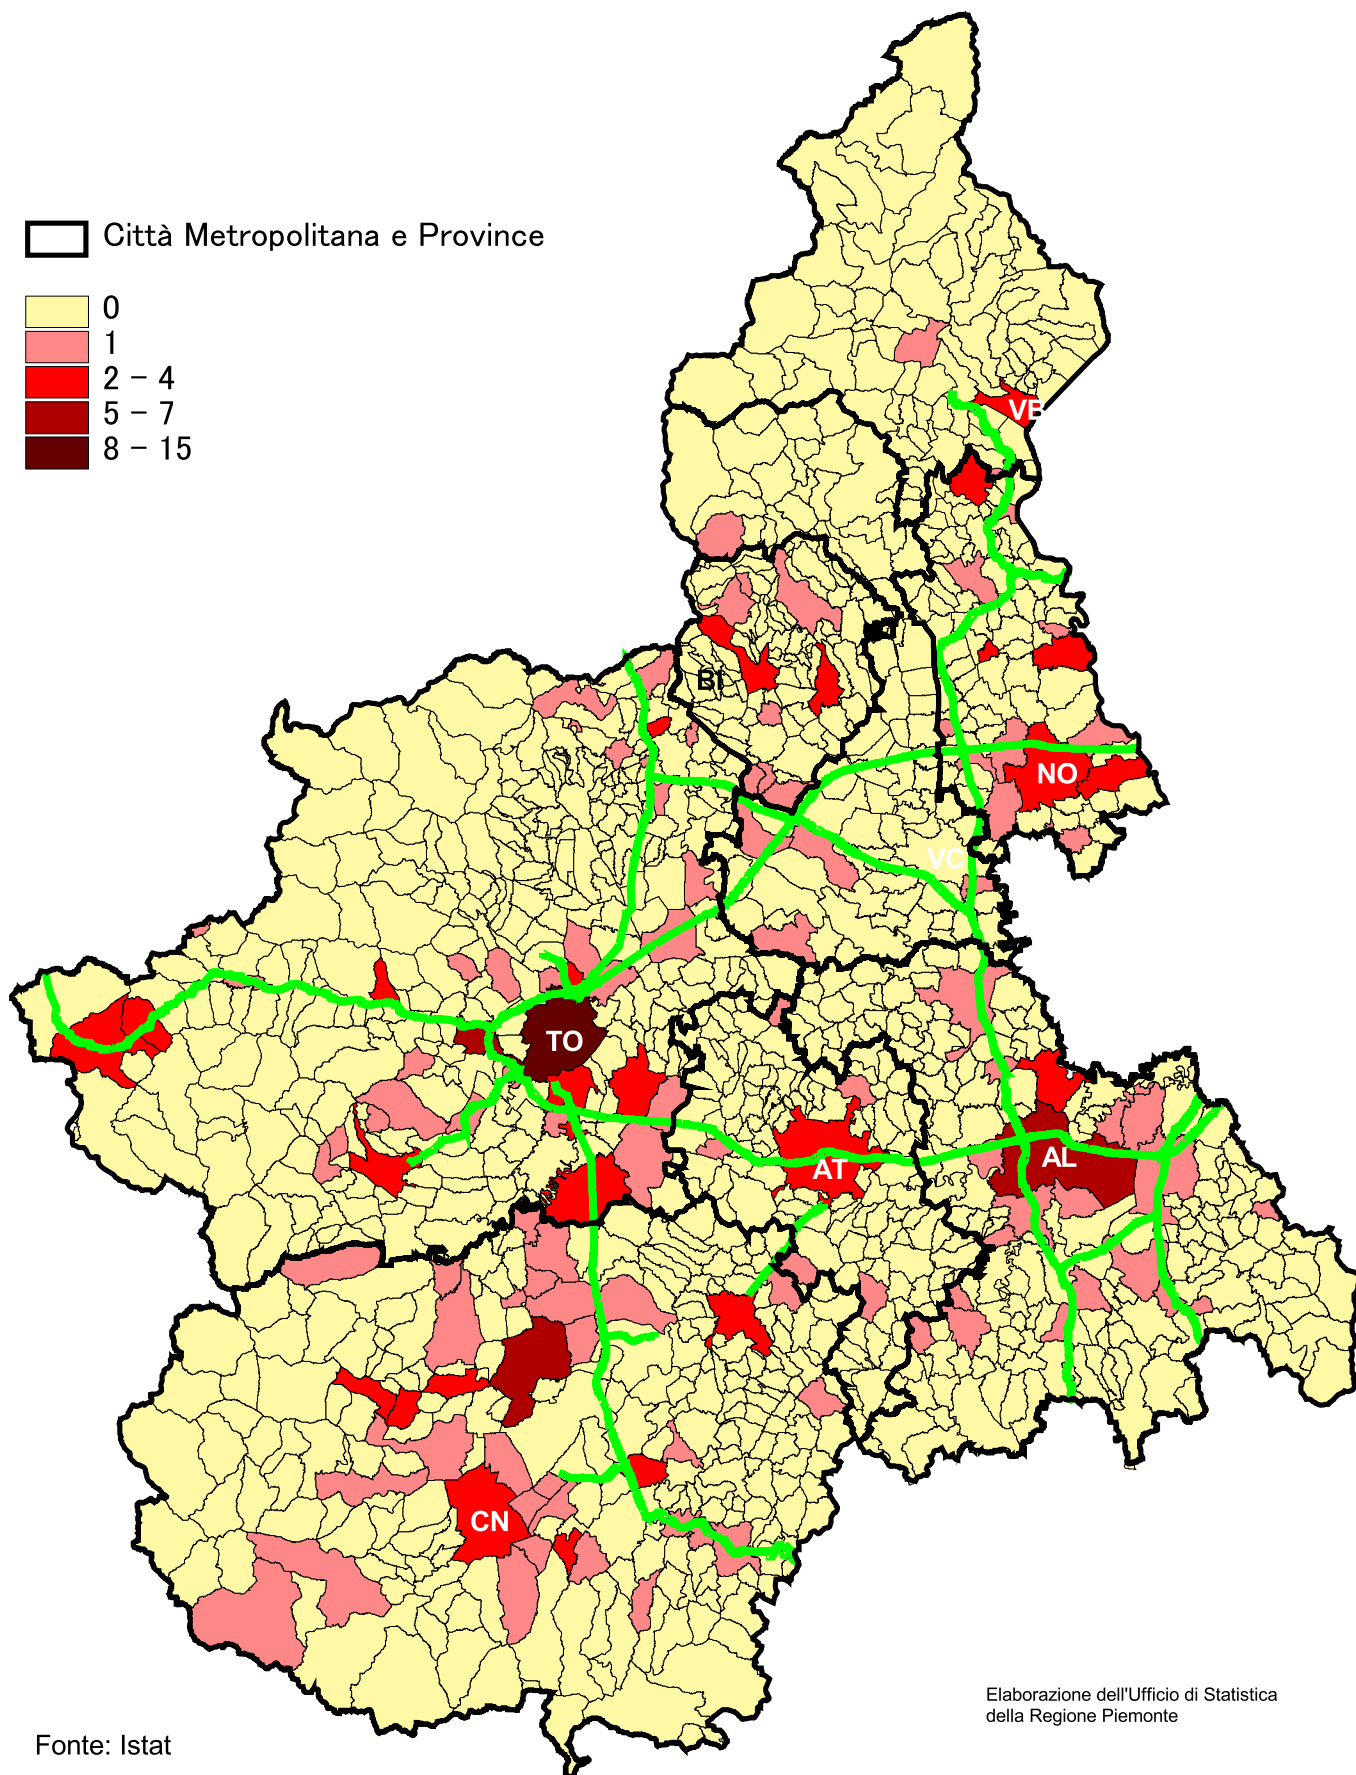 Città Metropolitana e Province
0
1
2 - 4
5 - 7
8 - 15
VB
BI
NO
VC
TO
AT
AL
CN
Elaborazione dell'Ufficio di Statistica
della Regione Piemonte
Fonte: Istat